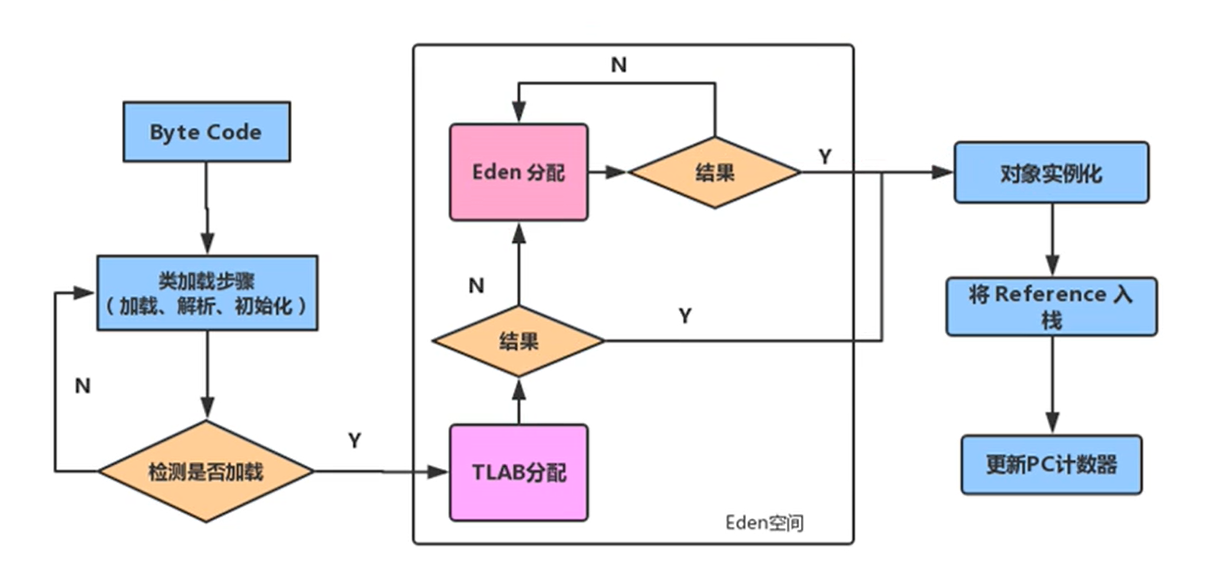 Byte Code
类加载步骤
（加载、解析、初始化）
N
检测是否加载
Y
N
Eden 分配
结果
Y
N
结果
Y
TLAB分配
Eden空间
对象实例化
将 Reference 入
栈
更新PC计数器